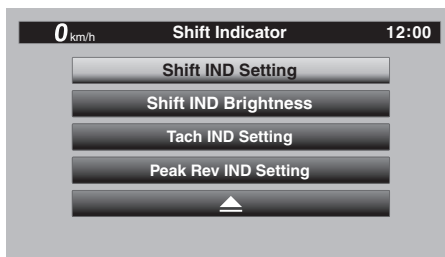 0 km/h Shift Indicator 12:00
Shift IND Setting
Shift IND Brightness
Tach IND Setting
Peak Rev IND Setting